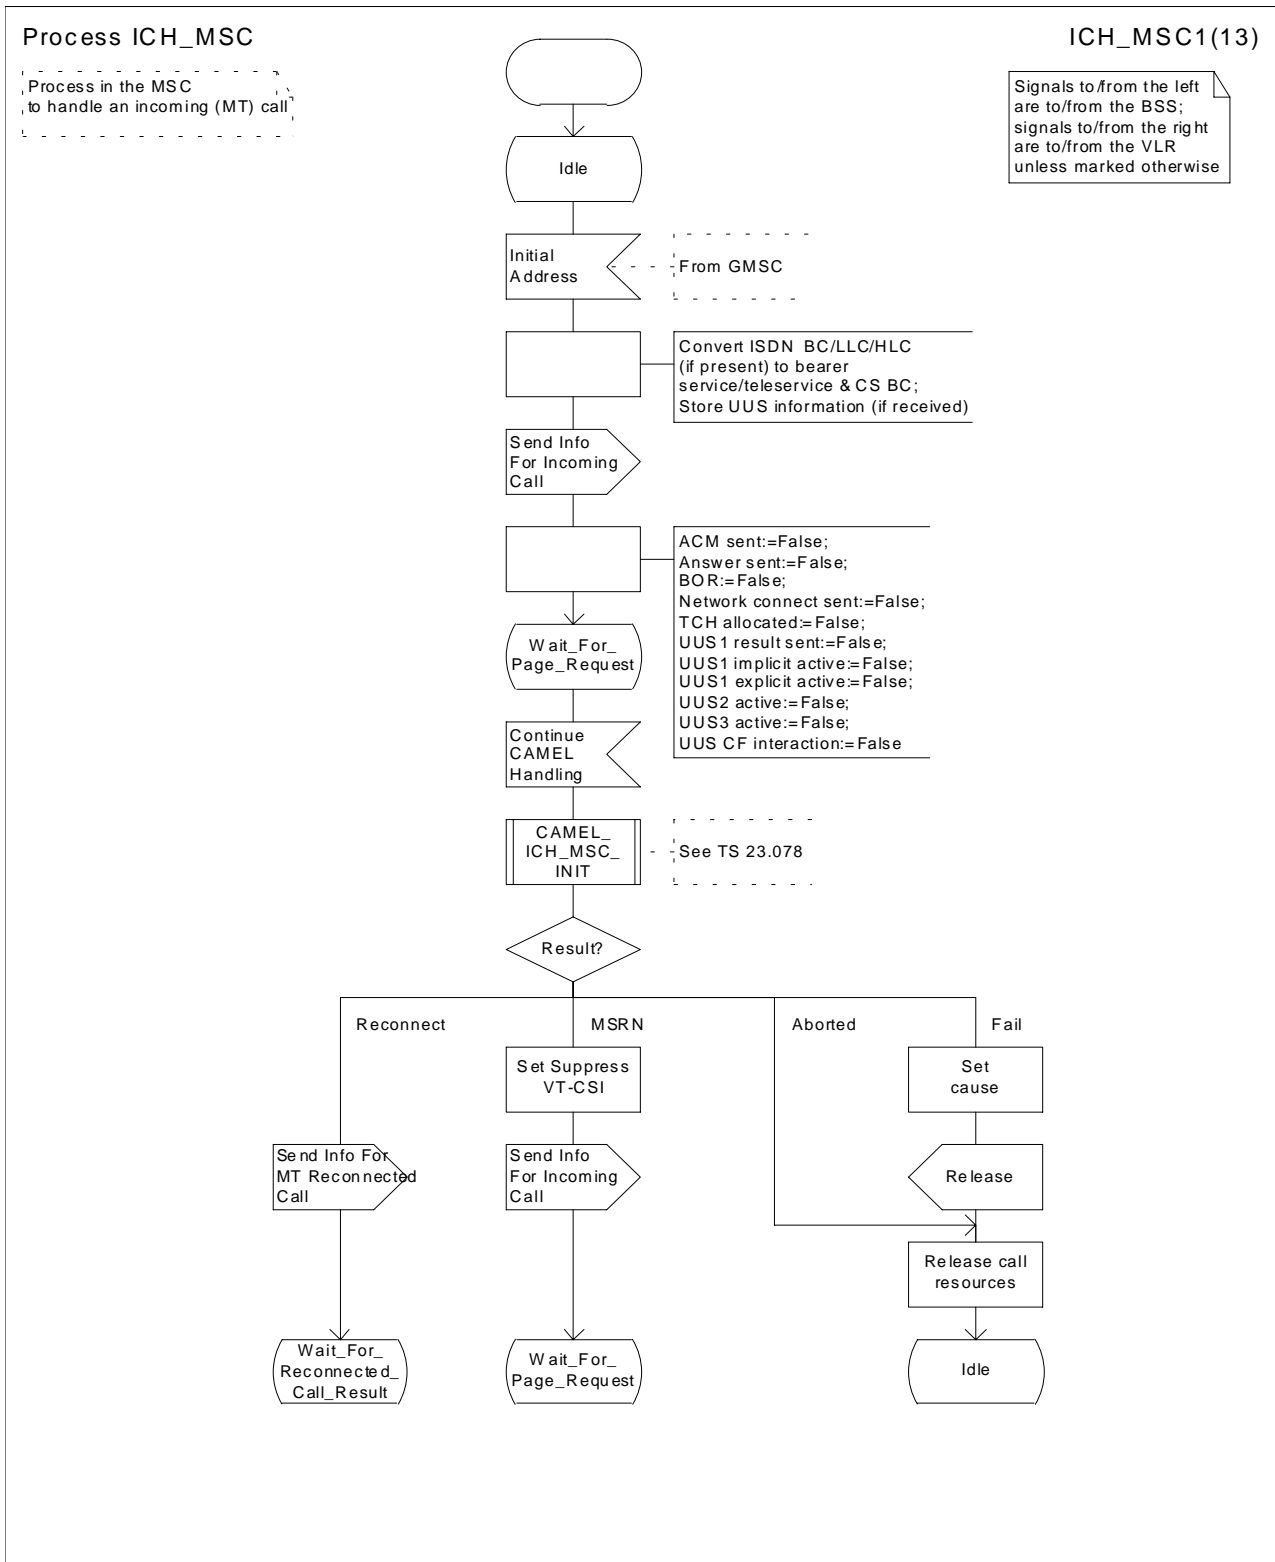 Process ICH_MSC
ICH_MSC1(13)
Process in the MSC
to handle an incoming (MT) call
Signals to/from the left
are to/from the BSS;
signals to/from the right
are to/from the VLR
unless marked otherwise
Idle
Initial
Address
From GMSC
Convert ISDN BC/LLC/HLC
(if present) to bearer
service/teleservice & CS BC;
Store UUS information (if received)
Send Info
For Incoming
Call
ACM sent:=False;
Answer sent:=False;
BOR:=False;
Network connect sent:=False;
TCH allocated:=False;
UUS1 result sent:=False;
UUS1 implicit active:=False;
UUS1 explicit active:=False;
UUS2 active:=False;
UUS3 active:=False;
UUS CF interaction:=False
Wait_For_
Page_Request
Continue
CAMEL
Handling
CAMEL_
ICH_MSC_
INIT
See TS 23.078
Result?
Reconnect
MSRN
Aborted
Fail
Set Suppress
VT-CSI
Set
cause
Send Info For
MT Reconnected
Call
Send Info
For Incoming
Call
Release
Release call
resources
Wait_For_
Reconnected_
Call_Result
Wait_For_
Page_Request
Idle